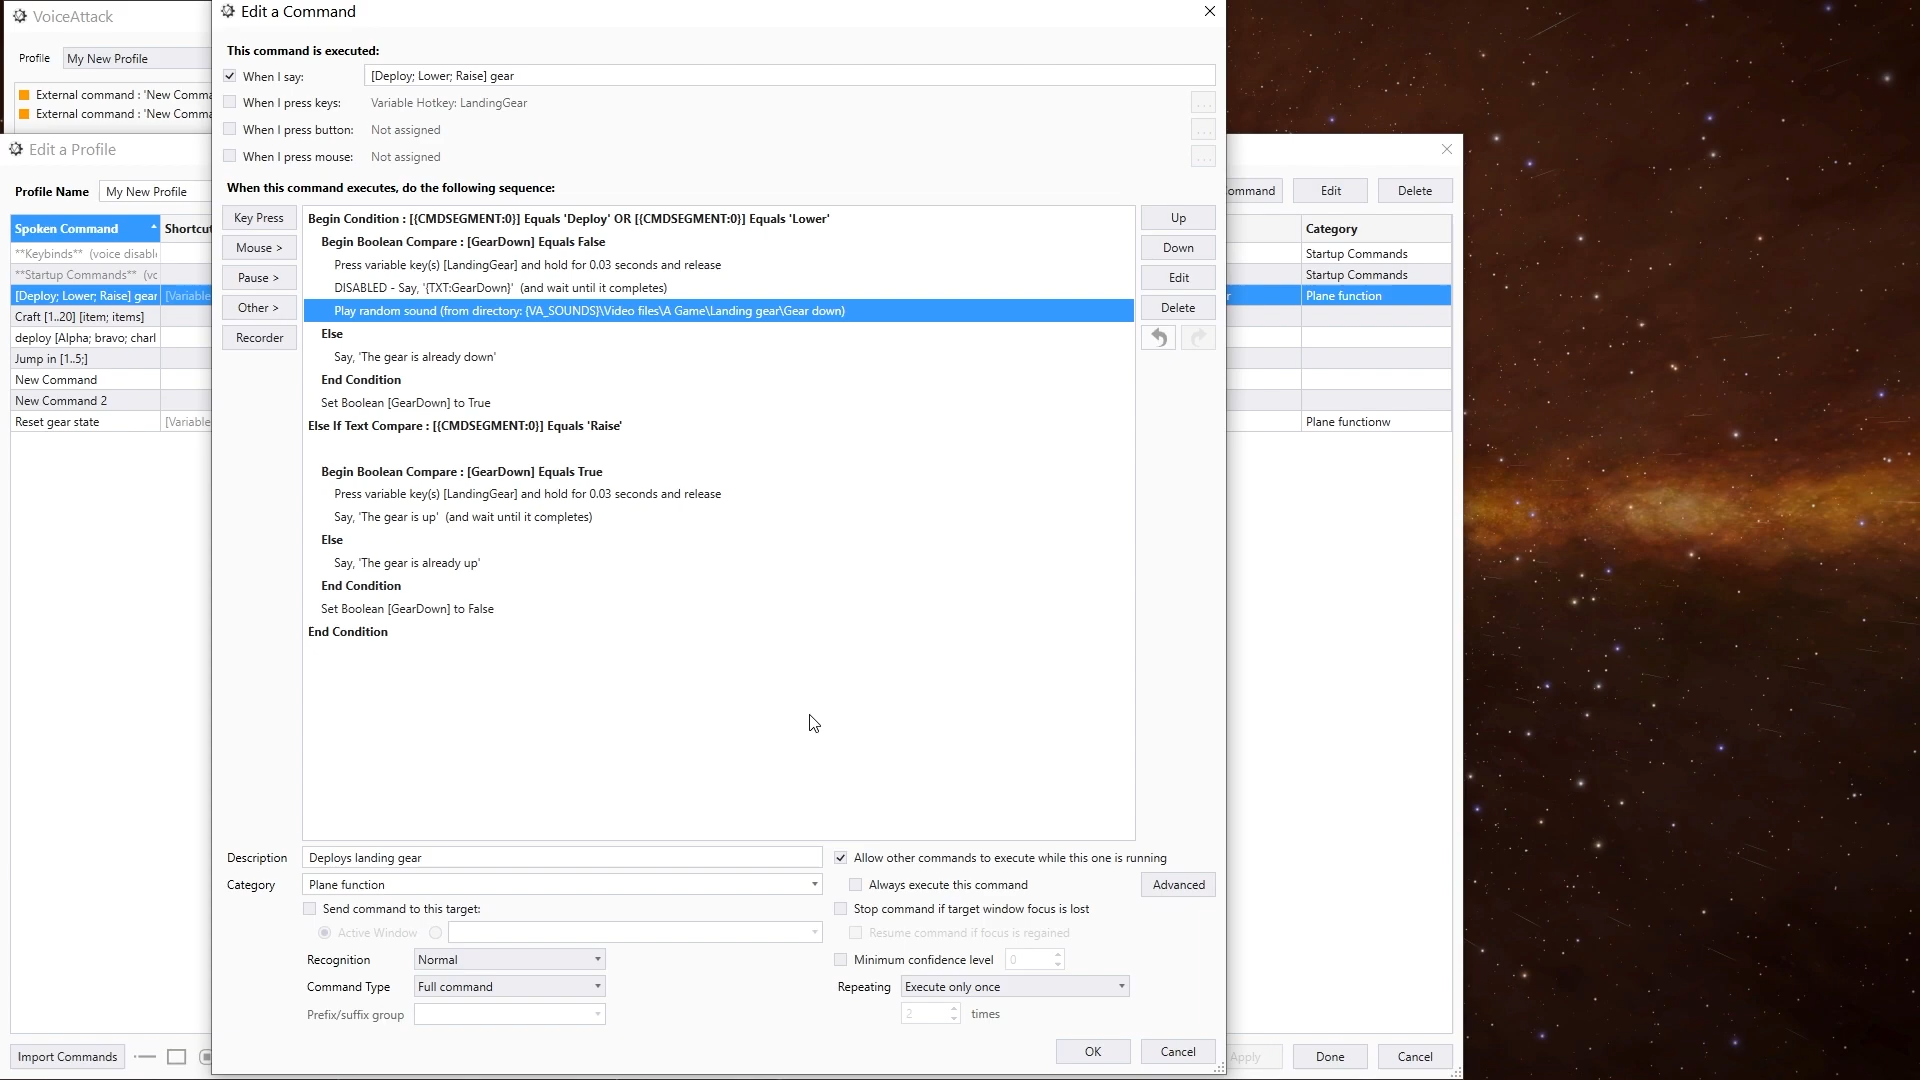 VoiceAttack
Profile My New Profile
External command : 'New Comma
External command : 'New Comma
Edit a Profile
Profile Name My New Profile
Spoken Command Shortcut
**Keybinds** (voice disable
**Startup Commands** (vc
[Deploy; Lower; Raise] gear [Variable
Craft [1..20] [item; items]
deploy [Alpha; bravo; charl
Jump in [1..5;]
New Command
New Command 2
Reset gear state [Variable
Import Commands
Edit a Command
This command is executed:
When I say: [Deploy; Lower; Raise] gear
When I press keys: Variable Hotkey: LandingGear ...
When I press button: Not assigned ...
When I press mouse: Not assigned ...
When this command executes, do the following sequence:
Key Press
Mouse >
Pause >
Other >
Recorder
Begin Condition : [{CMDSEGMENT:0}] Equals 'Deploy' OR [{CMDSEGMENT:0}] Equals 'Lower'
Begin Boolean Compare : [GearDown] Equals False
Press variable key(s) [LandingGear] and hold for 0.03 seconds and release
DISABLED - Say, '{TXT:GearDown}' (and wait until it completes)
Play random sound (from directory: {VA_SOUNDS}\Video files\A Game\Landing gear\Gear down)
Else
Say, 'The gear is already down'
End Condition
Set Boolean [GearDown] to True
Else If Text Compare : [{CMDSEGMENT:0}] Equals 'Raise'
Begin Boolean Compare : [GearDown] Equals True
Press variable key(s) [LandingGear] and hold for 0.03 seconds and release
Say, 'The gear is up' (and wait until it completes)
Else
Say, 'The gear is already up'
End Condition
Set Boolean [GearDown] to False
End Condition
Up
Down
Edit
Delete
Description Deploys landing gear
Category Plane function
Send command to this target:
Active Window
Recognition Normal
Command Type Full command
Prefix/suffix group
Allow other commands to execute while this one is running
Always execute this command
Advanced
Stop command if target window focus is lost
Resume command if focus is regained
Minimum confidence level 0
Repeating Execute only once
2 times
OK Cancel
ommand Edit Delete
Category
Startup Commands
Startup Commands
r Plane function
Plane functionw
Apply Done Cancel